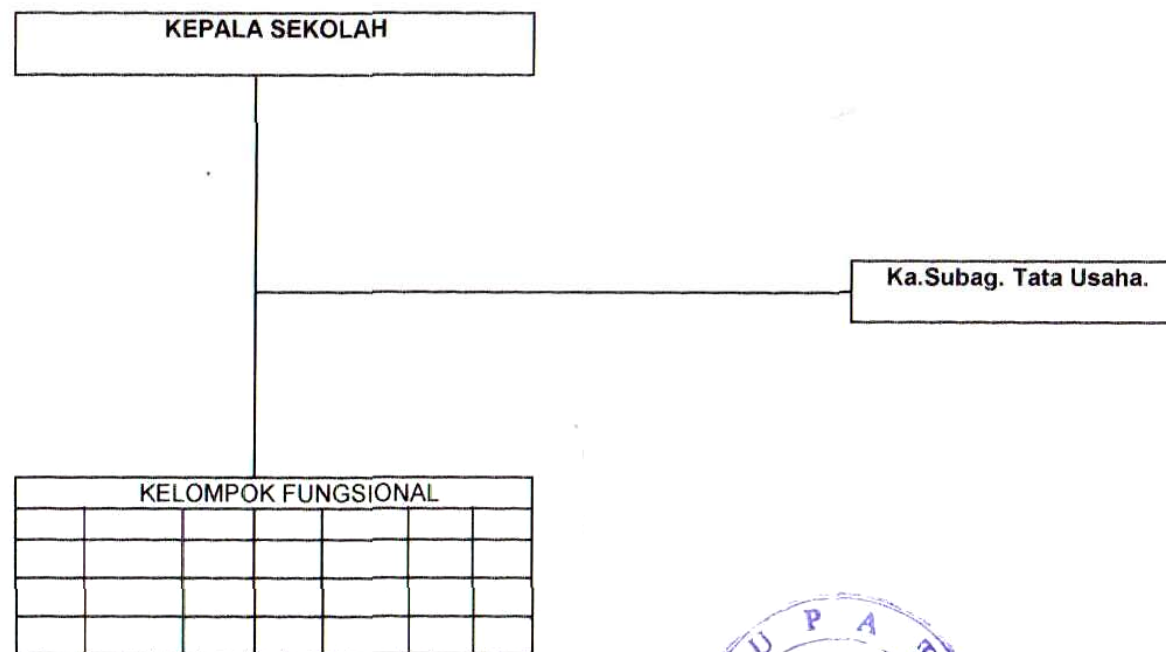 KEPALA SEKOLAH
Ka.Subag. Tata Usaha.
KELOMPOK FUNGSIONAL
U P A T